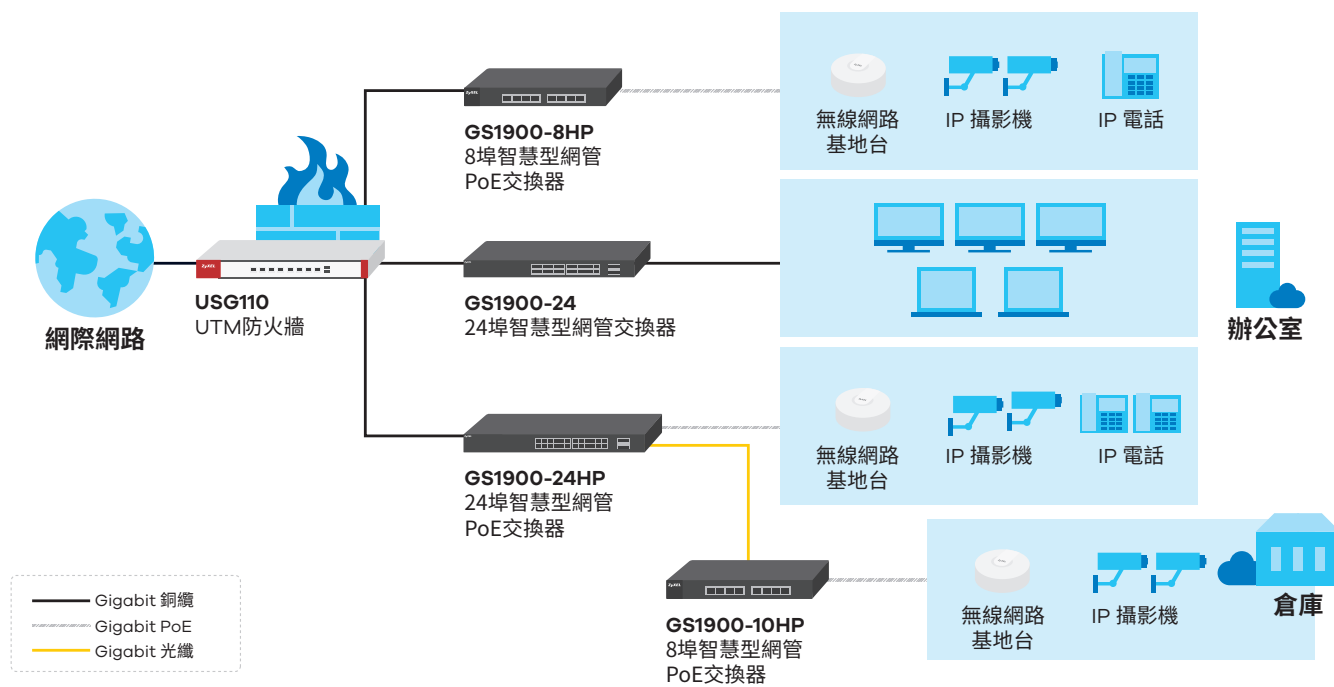 網際網路
ZyXEL
USG110
UTM防火牆
ZyXEL
GS1900-8HP
8埠智慧型網管
PoE交換器
GS1900-24
24埠智慧型網管交換器
GS1900-24HP
24埠智慧型網管
PoE交換器
ZyXEL
GS1900-10HP
8埠智慧型網管
PoE交換器
無線網路
基地台
IP 攝影機
IP 電話
辦公室
無線網路
基地台
IP 攝影機
IP 電話
無線網路
基地台
IP 攝影機
倉庫
Gigabit 銅纜
Gigabit PoE
Gigabit 光纖